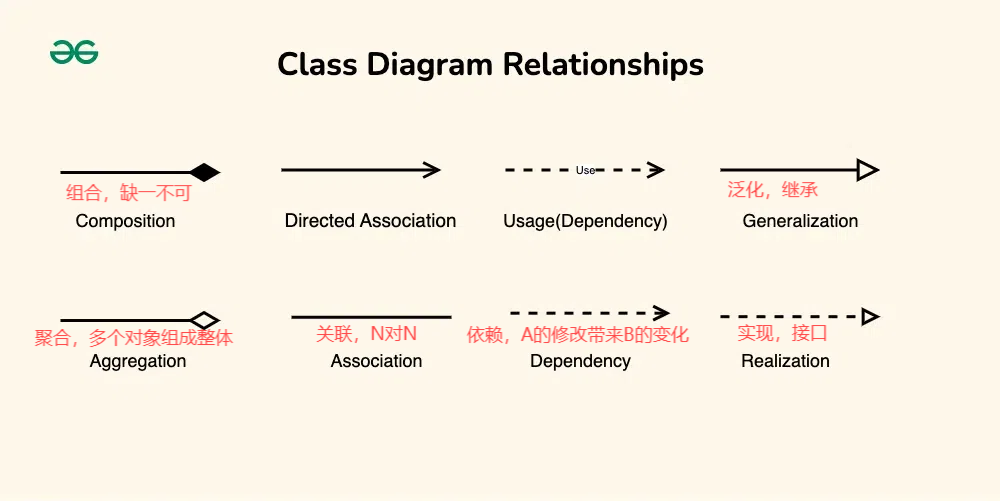 Class Diagram Relationships
Use
组合，缺一不可
泛化，继承
Composition
Directed Association
Usage(Dependency)
Generalization
聚合，多个对象组成整体
关联，N对N
依赖，A的修改带来B的变化
实现，接口
Aggregation
Association
Dependency
Realization